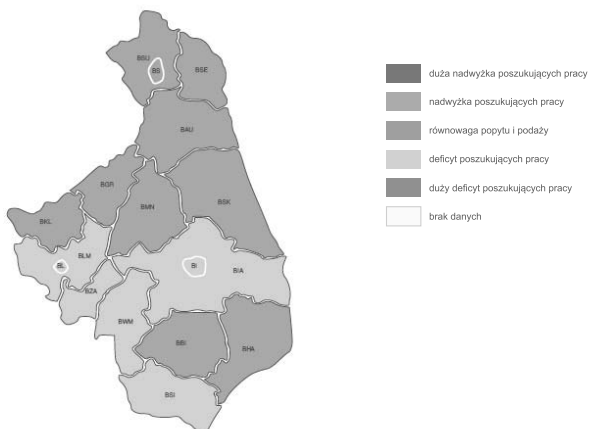 BSU
BS
BSE
BAU
BGR
BMN
BSK
BKL
BLM
BL
BZA
BI
BIA
BWM
BBI
BHA
BSI
duża nadwyżka poszukujących pracy
nadwyżka poszukujących pracy
równowaga popytu i podaży
deficyt poszukujących pracy
duży deficyt poszukujących pracy
brak danych